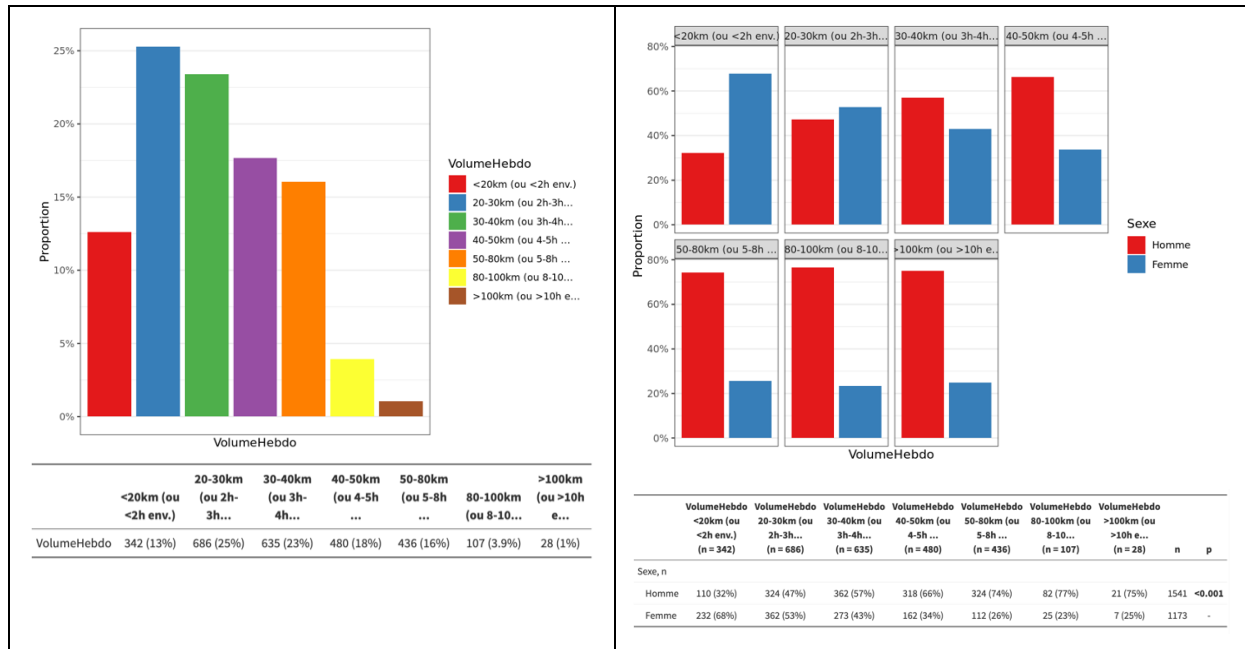 25%
20%
15%
10%
5%
0%
Proportion
VolumeHebdo
VolumeHebdo
<20km (ou <2h env.)
20-30km (ou 2h-3h...
30-40km (ou 3h-4h...
40-50km (ou 4-5h ...
50-80km (ou 5-8h ...
80-100km (ou 8-10...
>100km (ou >10h e...
<20km (ou <2h env.) 20-30km (ou 2h-3h... 30-40km (ou 3h-4h... 40-50km (ou 4-5h ... 50-80km (ou 5-8h ... 80-100km (ou 8-10... >100km (ou >10h e...
VolumeHebdo 342 (13%) 686 (25%) 635 (23%) 480 (18%) 436 (16%) 107 (3.9%) 28 (1%)
<20km (ou <2h env.) 20-30km (ou 2h-3h... 30-40km (ou 3h-4h... 40-50km (ou 4-5h ...
80%
60%
40%
20%
0%
50-80km (ou 5-8h ... 80-100km (ou 8-10... >100km (ou >10h e...
80%
60%
40%
20%
0%
Proportion
VolumeHebdo
Sexe
Homme
Femme
VolumeHebdo <20km (ou <2h env.) (n = 342) VolumeHebdo 20-30km (ou 2h-3h... (n = 686) VolumeHebdo 30-40km (ou 3h-4h... (n = 635) VolumeHebdo 40-50km (ou 4-5h ... (n = 480) VolumeHebdo 50-80km (ou 5-8h ... (n = 436) VolumeHebdo 80-100km (ou 8-10... (n = 107) VolumeHebdo >100km (ou >10h e... (n = 28) n p
Sexe, n
Homme 110 (32%) 324 (47%) 362 (57%) 318 (66%) 324 (74%) 82 (77%) 21 (75%) 1541 <0.001
Femme 232 (68%) 362 (53%) 273 (43%) 162 (34%) 112 (26%) 25 (23%) 7 (25%) 1173 -